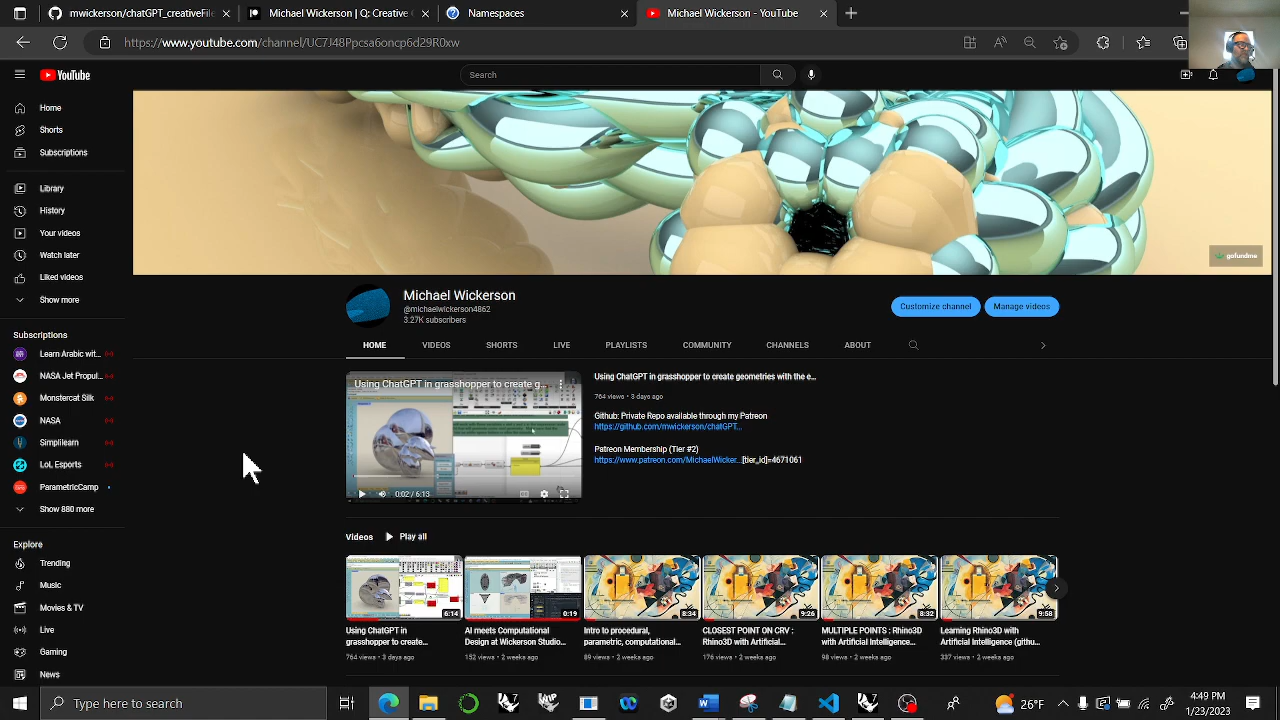 mwickerson/chatGPT_creativeFil
Michael Wickerson | Q: Creative
Namespaces
Michael Wickerson - YouTube
https://www.youtube.com/channel/UC7J48Ppcsa6oncp6d29R0xw
YouTube
Search
Home
Shorts
Subscriptions
Library
History
Your videos
Watch later
Liked videos
Show more
gofundme
Michael Wickerson
@michaelwickerson4862
3.27K subscribers
Customize channel
Manage videos
HOME VIDEOS SHORTS LIVE PLAYLISTS COMMUNITY CHANNELS ABOUT
Subscriptions
Learn Arabic wit...
NASA Jet Propul...
Monstercat Silk
NASA
Simplilearn
LoL Esports
ParametricCamp
Show 880 more
Using ChatGPT in grasshopper to create g...
0:02 / 6:13
Using ChatGPT in grasshopper to create geometries with the e...
764 views • 3 days ago
Github: Private Repo available through my Patreon
https://github.com/mwickerson/chatGPT...
Patreon Membership (Tier #2)
https://www.patreon.com/MichaelWicker...[tier_id]=4671061
Videos
Play all
6:14
0:19
8:34
9:26
8:32
9:58
Using ChatGPT in
grasshopper to create...
764 views • 3 days ago
AI meets Computational
Design at Wickerson Studio...
152 views • 2 weeks ago
Intro to procedural,
parametric, computational...
89 views • 2 weeks ago
CLOSEST POINT ON CRV :
Rhino3D with Artificial...
176 views • 2 weeks ago
MULTIPLE POINTS : Rhino3D
with Artificial Intelligence...
98 views • 2 weeks ago
Learning Rhino3D with
Artificial Intelligence (githu...
337 views • 2 weeks ago
Explore
Trending
Music
Movies & TV
Live
Gaming
News
Type here to search
20°F
4:49 PM
1/23/2023